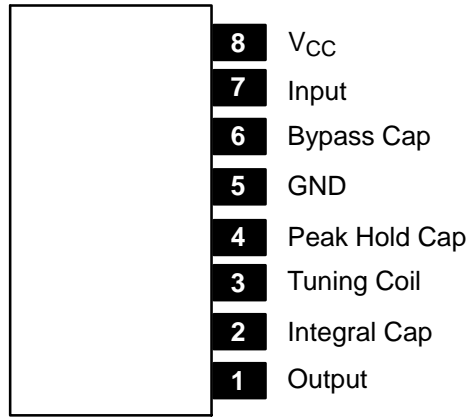 8 VCC
7 Input
6 Bypass Cap
5 GND
4 Peak Hold Cap
3 Tuning Coil
2 Integral Cap
1 Output